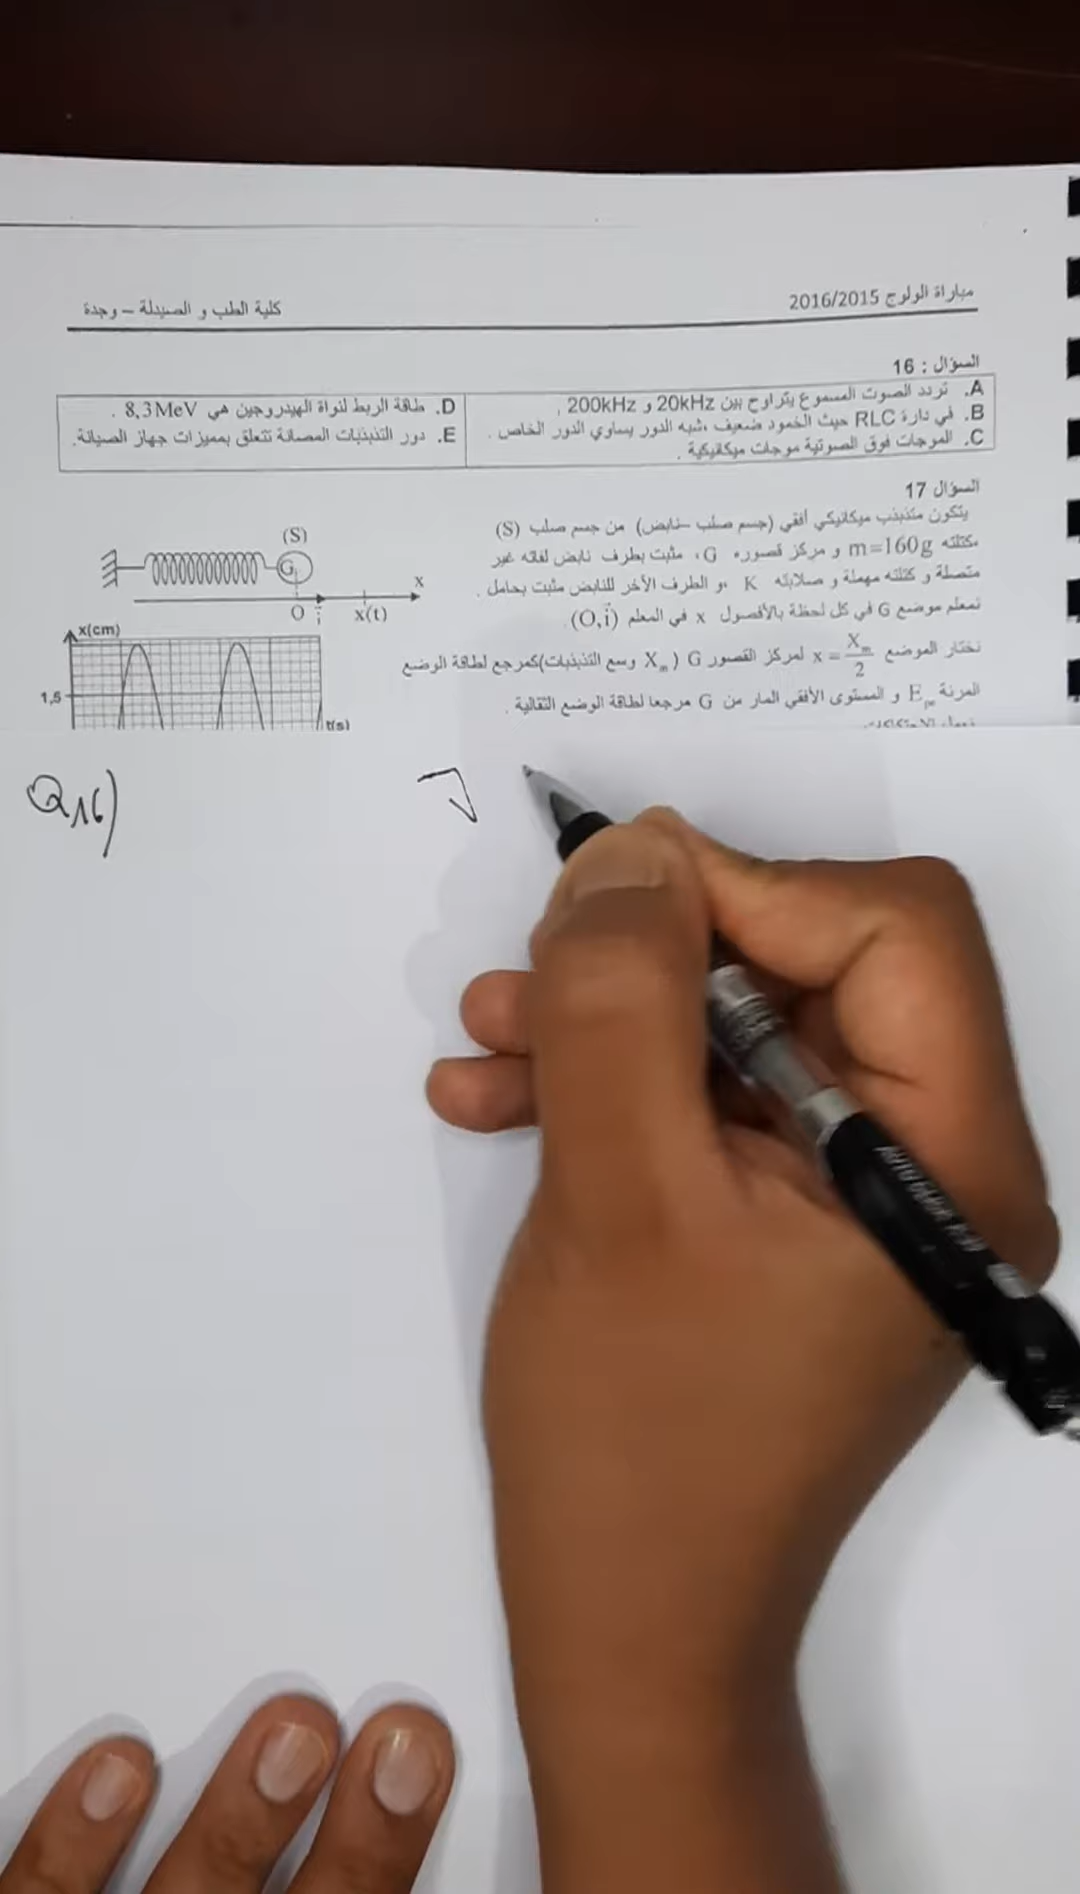 مباراة الولوج 2016/2015
كلية الطب و الصيدلة – وجدة
السؤال 16 :
A. تردد الصوت المسموع يتراوح بين 20kHz و 200kHz .
B. في دارة RLC حيث الخمود ضعيف ،شبه الدور يساوي الدور الخاص .
C. الموجات فوق الصوتية موجات ميكانيكية .
D. طاقة الربط لنواة الهيدروجين هي 8,3MeV .
E. دور التذبذبات المصانة تتعلق بمميزات جهاز الصيانة.
السؤال 17
يتكون متذبذب ميكانيكي أفقي (جسم صلب –نابض) من جسم صلب (S)
كتلته m=160g و مركز قصوره G ، مثبت بطرف نابض لفاته غير
متصلة و كتلته مهملة و صلابته K ،و الطرف الآخر للنابض مثبت بحامل .
نمعلم موضع G في كل لحظة بالأفصول x في المعلم (O,i) .
نختار الموضع x = Xm/2 لمركز القصور G ( Xm وسع التذبذبات)كمرجع لطاقة الوضع
المرنة Epe و المستوى الأفقي المار من G مرجعا لطاقة الوضع الثقالية .
(S)
G
x
O i x(t)
x(cm)
1,5
t(s)
Q16)